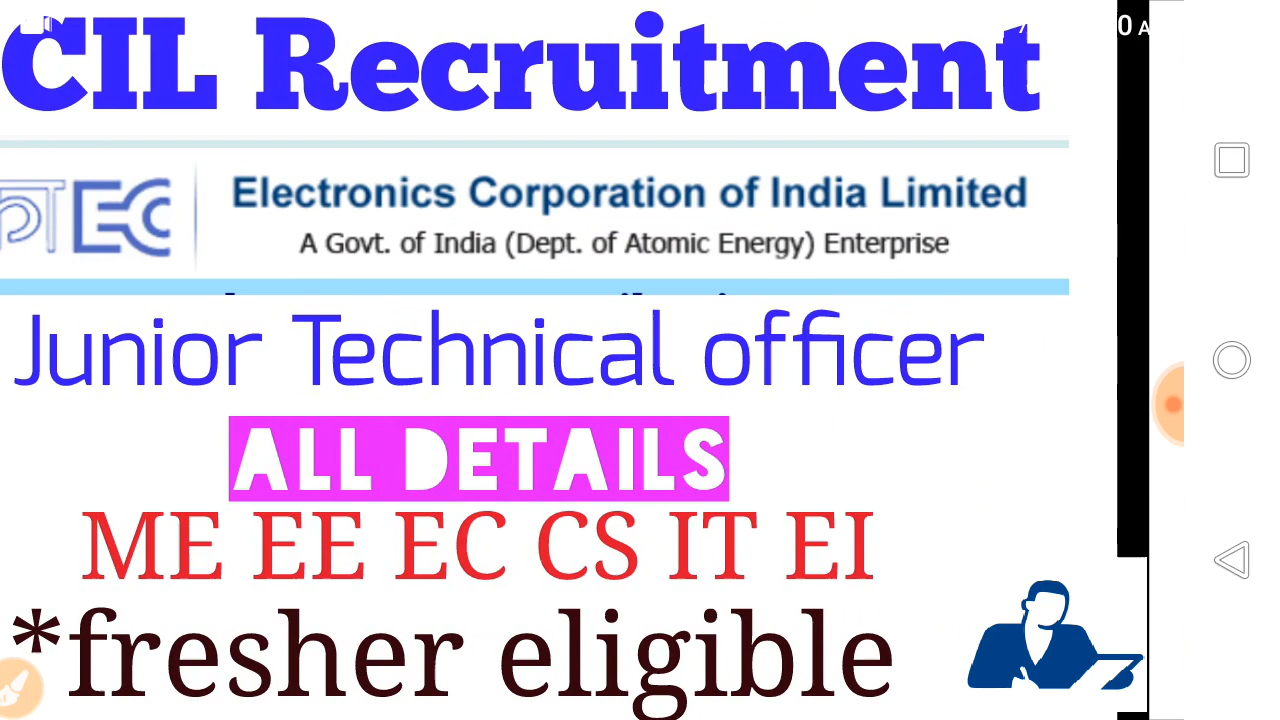 CIL Recruitment
Electronics Corporation of India Limited
A Govt. of India (Dept. of Atomic Energy) Enterprise
Junior Technical officer
ALL DETAILS
ME EE EC CS IT EI
*fresher eligible